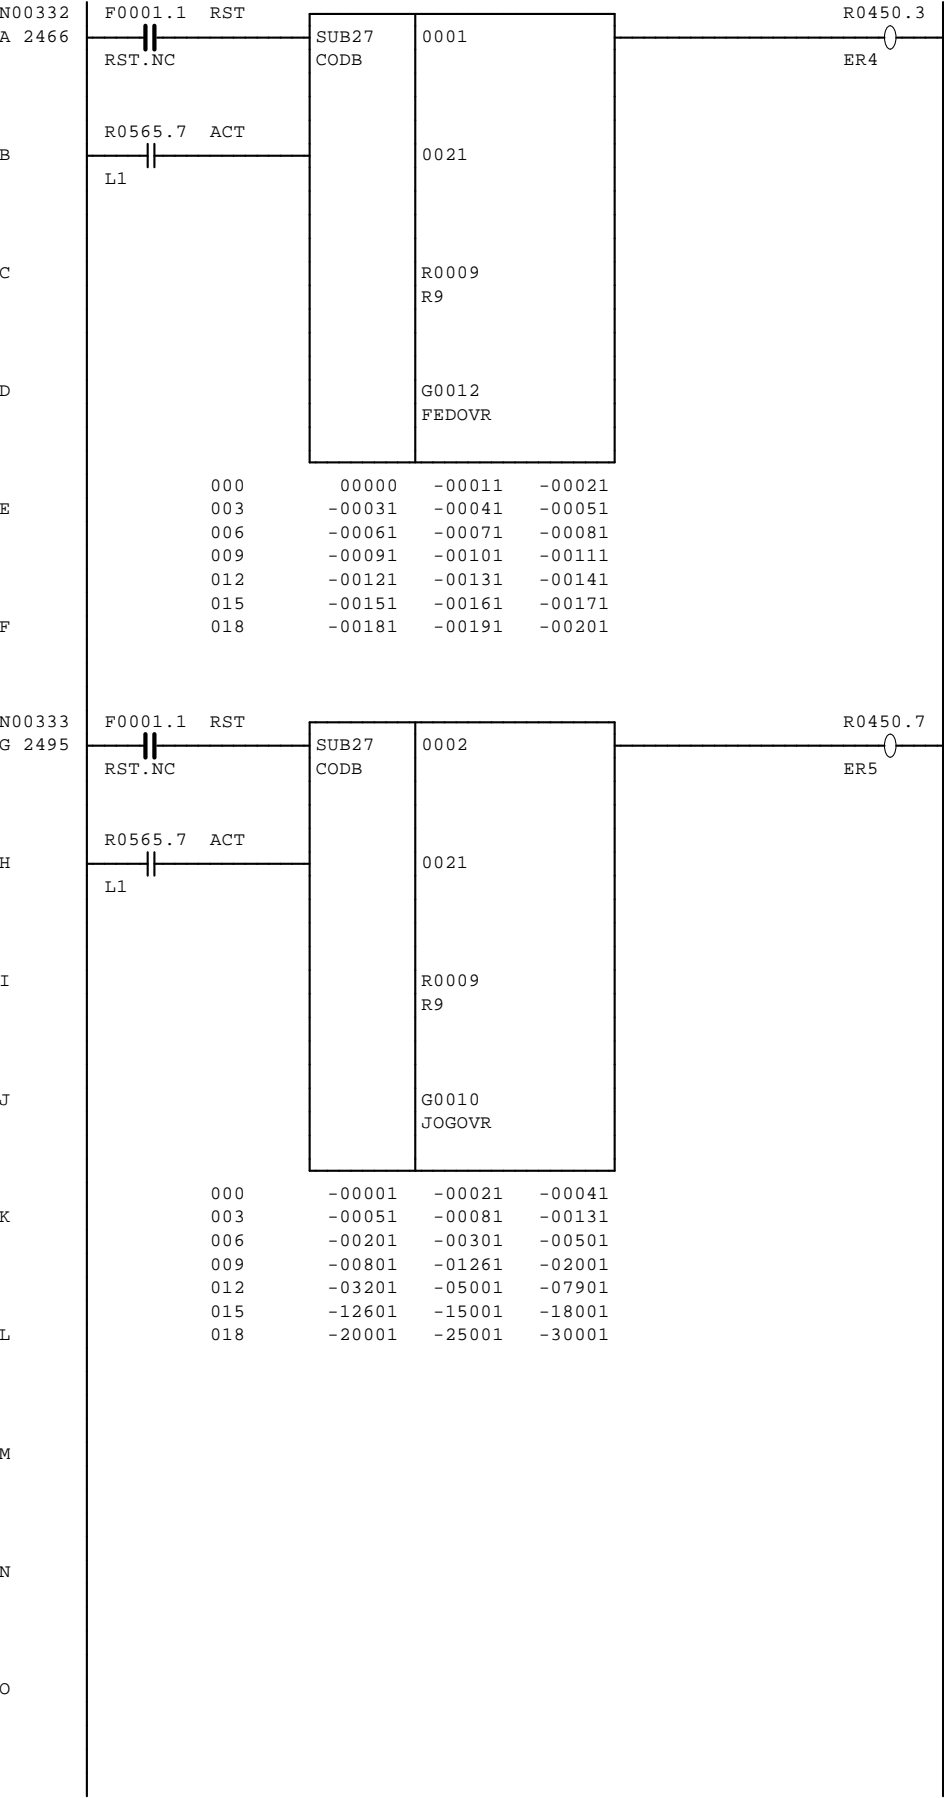 N00332 F0001.1 RST R0450.3
A 2466 SUB27 0001
RST.NC CODB ER4
R0565.7 ACT
B 0021
L1
C R0009
R9
D G0012
FEDOVR
000 00000 -00011 -00021
E 003 -00031 -00041 -00051
006 -00061 -00071 -00081
009 -00091 -00101 -00111
012 -00121 -00131 -00141
015 -00151 -00161 -00171
F 018 -00181 -00191 -00201
N00333 F0001.1 RST R0450.7
G 2495 SUB27 0002
RST.NC CODB ER5
R0565.7 ACT
H 0021
L1
I R0009
R9
J G0010
JOGOVR
000 -00001 -00021 -00041
K 003 -00051 -00081 -00131
006 -00201 -00301 -00501
009 -00801 -01261 -02001
012 -03201 -05001 -07901
015 -12601 -15001 -18001
L 018 -20001 -25001 -30001
M
N
O